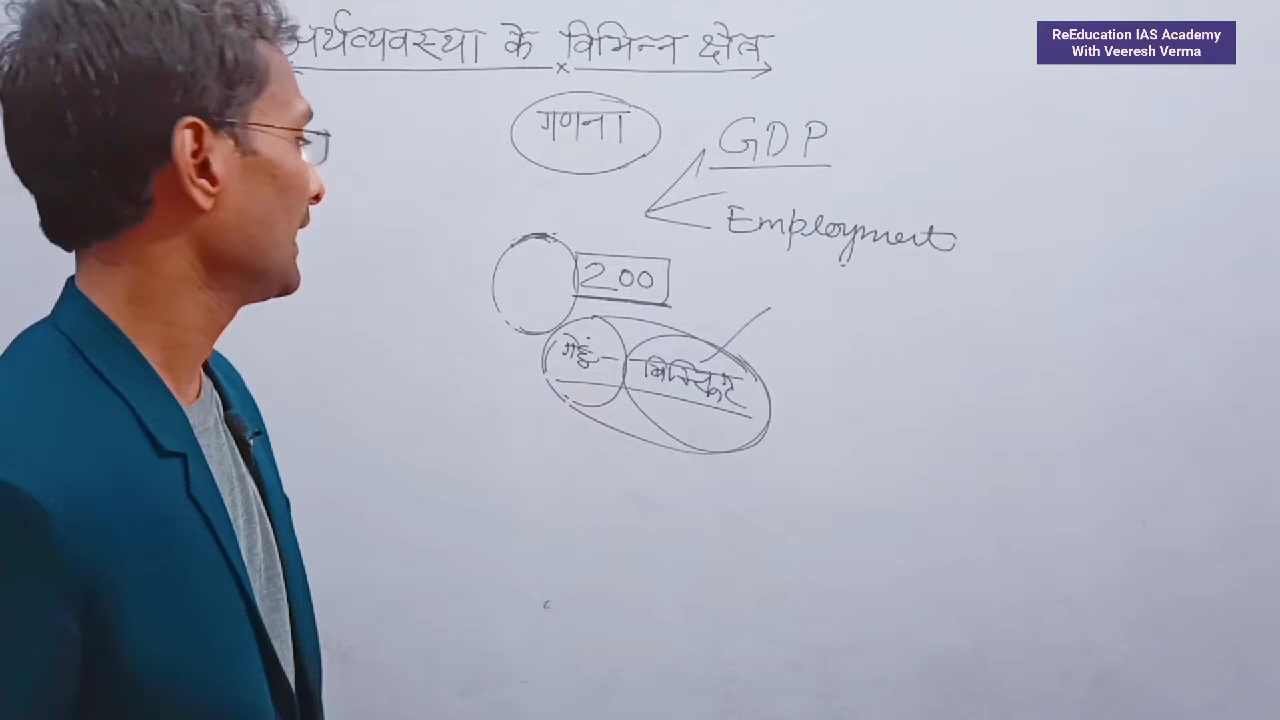 अर्थव्यवस्था के विभिन्न क्षेत्र
ReEducation IAS Academy
With Veeresh Verma
गणना
GDP
Employment
200
गेहूं - बिस्किट